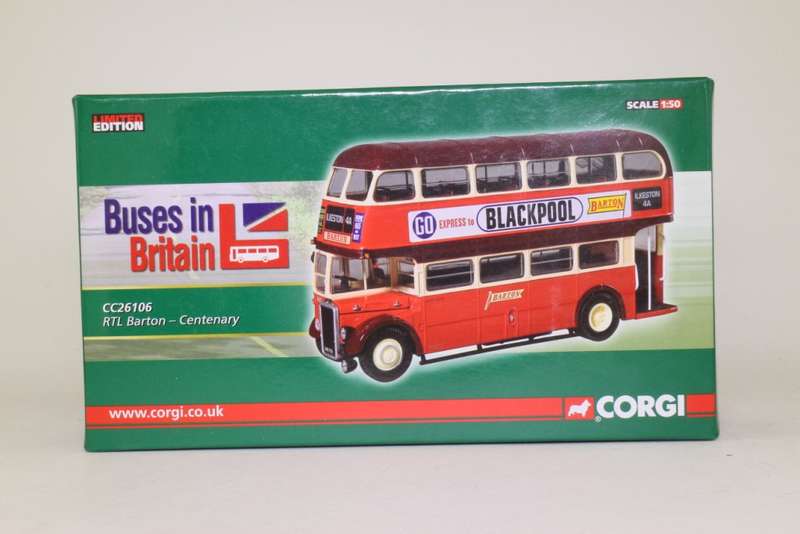 LIMITED
EDITION
SCALE 1:50
Buses in
Britain
CC26106
RTL Barton – Centenary
ILKESTON 4A
BARTON
GO EXPRESS to BLACKPOOL BARTON
ILKESTON
4A
BARTON
www.corgi.co.uk
CORGI